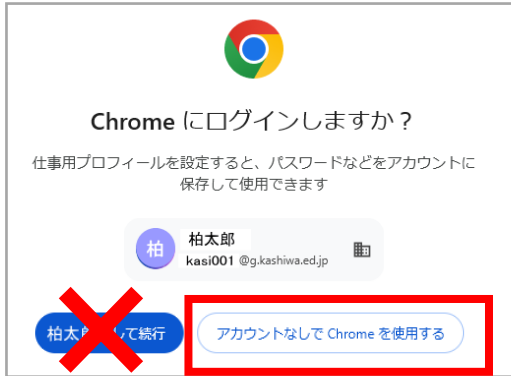 Chrome にログインしますか？
仕事用プロフィールを設定すると、パスワードなどをアカウントに
保存して使用できます
柏
柏太郎
kasi001 @g.kashiwa.ed.jp
柏太 て続行
アカウントなしで Chrome を使用する